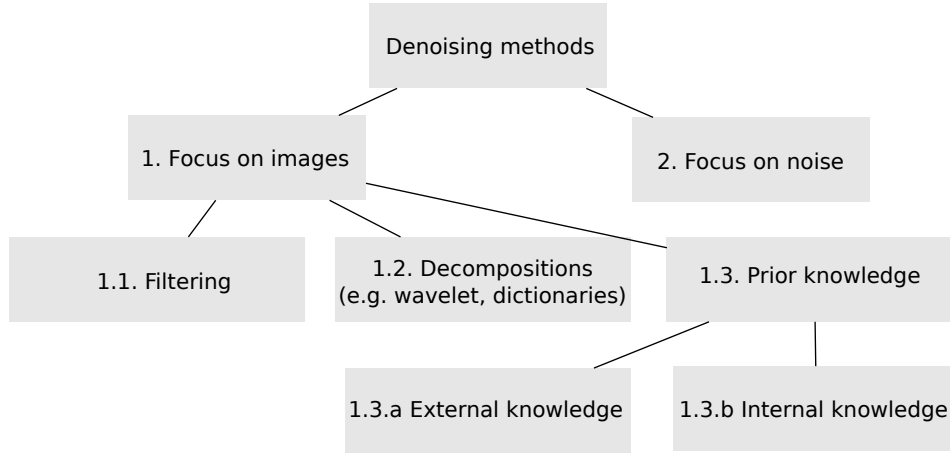 Denoising methods
1. Focus on images
2. Focus on noise
1.1. Filtering
1.2. Decompositions
(e.g. wavelet, dictionaries)
1.3. Prior knowledge
1.3.a External knowledge
1.3.b Internal knowledge